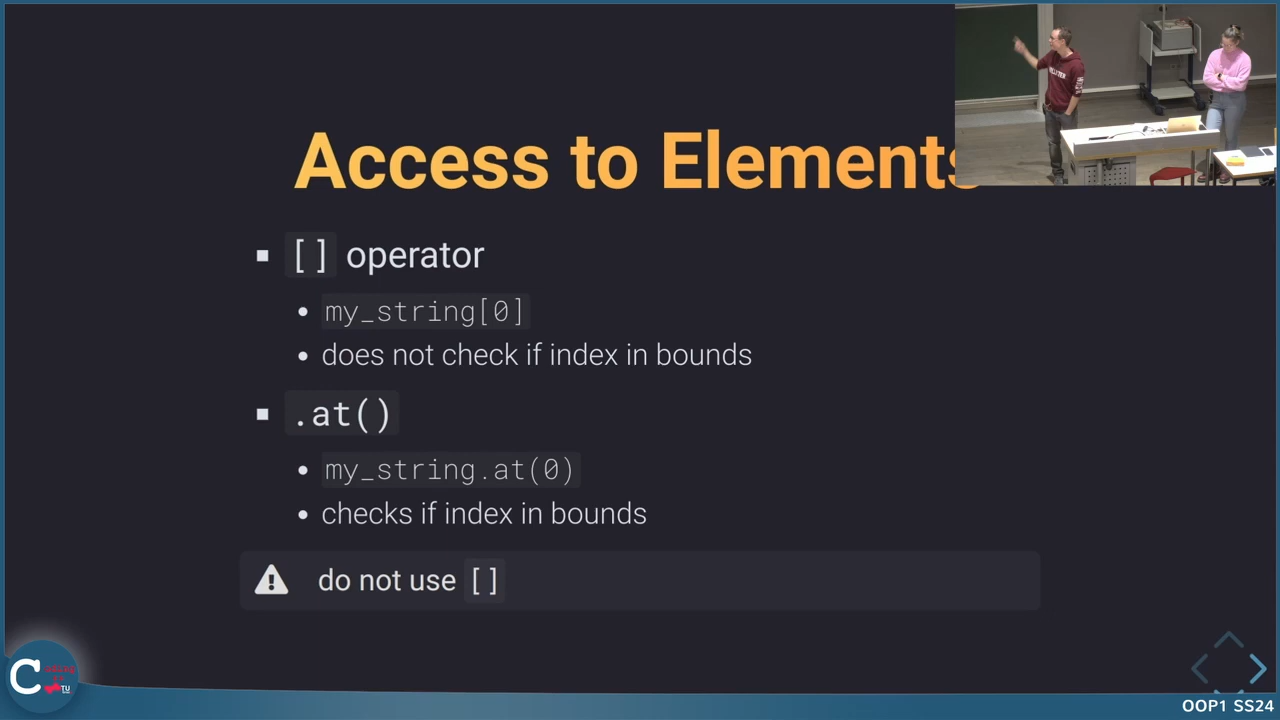 Access to Elements
[] operator
my_string[0]
does not check if index in bounds
.at()
my_string.at(0)
checks if index in bounds
do not use []
C
TU
OOP1 SS24